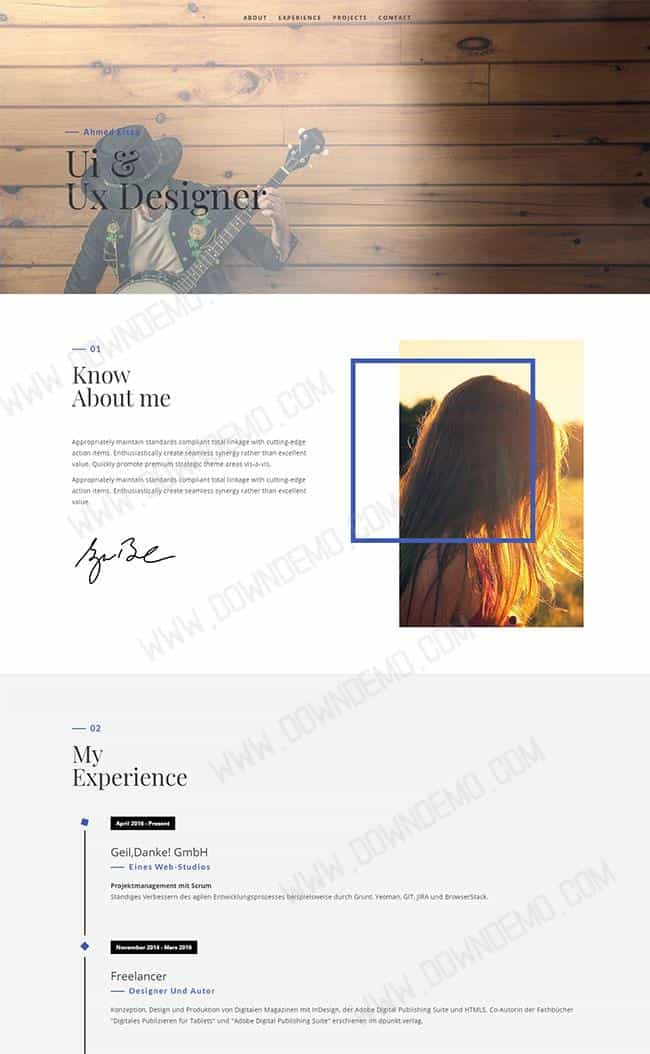 ABOUT EXPERIENCE PROJECTS CONTACT
Ahmed Eissa
Ui &
Ux Designer
01
Know
About me
Appropriately maintain standards compliant total linkage with cutting-edge
action items. Enthusiastically create seamless synergy rather than excellent
value. Quickly promote premium strategic theme areas vis-a-vis.
Appropriately maintain standards compliant total linkage with cutting-edge
action items. Enthusiastically create seamless synergy rather than excellent
value.
WWW.DOWNDEMO.COM
WWW.DOWNDEMO.COM
WWW.DOWNDEMO.COM
02
My
Experience
April 2016 - Present
Geil,Danke! GmbH
Eines Web-Studios
Projektmanagement mit Scrum
Ständiges Verbessern des agilen Entwicklungsprozesses beispielsweise durch Grunt, Yeoman, GIT, JIRA und BrowserStack.
WWW.DOWNDEMO.COM
November 2014 - Mars 2016
Freelancer
Designer Und Autor
Konzeption, Design und Produktion von Digitalen Magazinen mit InDesign, der Adobe Digital Publishing Suite und HTML5. Co-Autorin der Fachbücher
"Digitales Publizieren für Tablets" und "Adobe Digital Publishing Suite" erschienen im dpunkt.verlag.
WWW.DOWNDEMO.COM
WWW.DOWNDEMO.COM